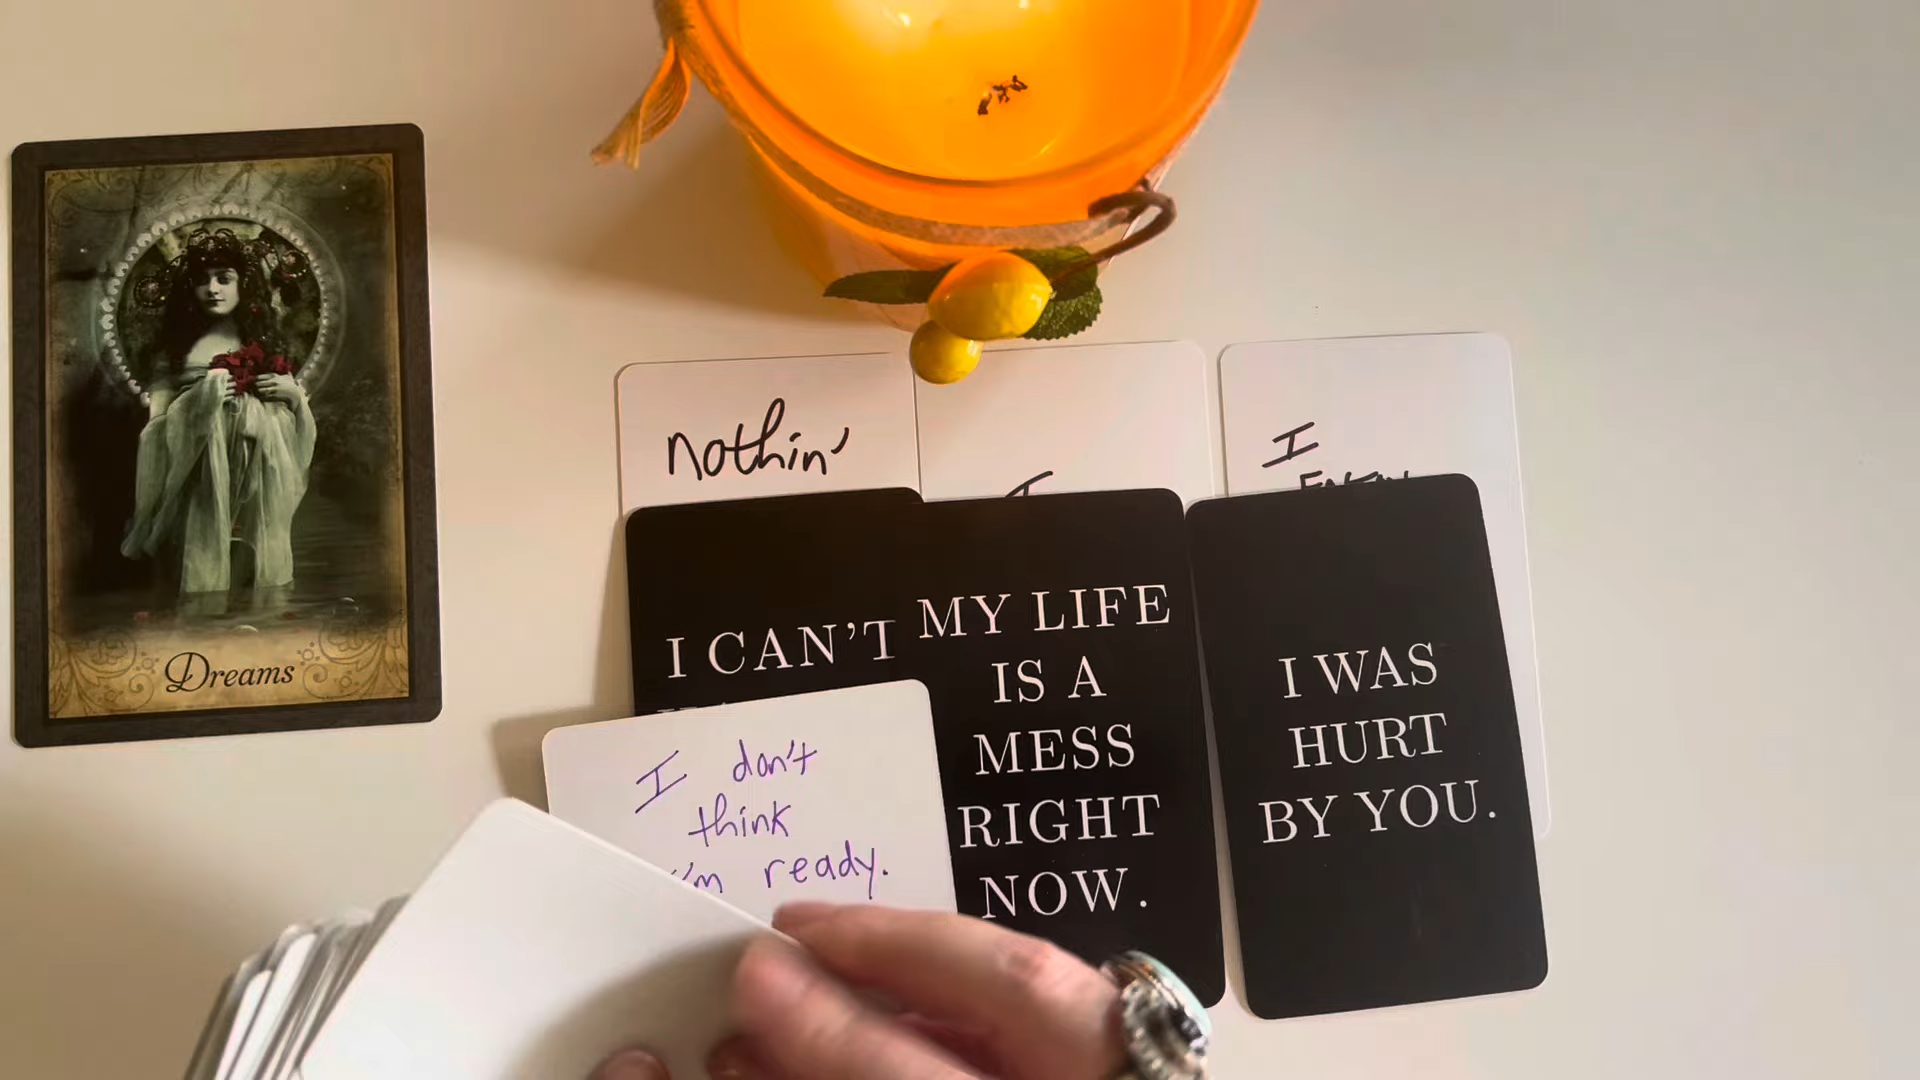 Dreams
nothin'
I
I
I CAN'T
MY LIFE
IS A
MESS
RIGHT
NOW.
I WAS
HURT
BY YOU.
I don't
think
I'm ready.